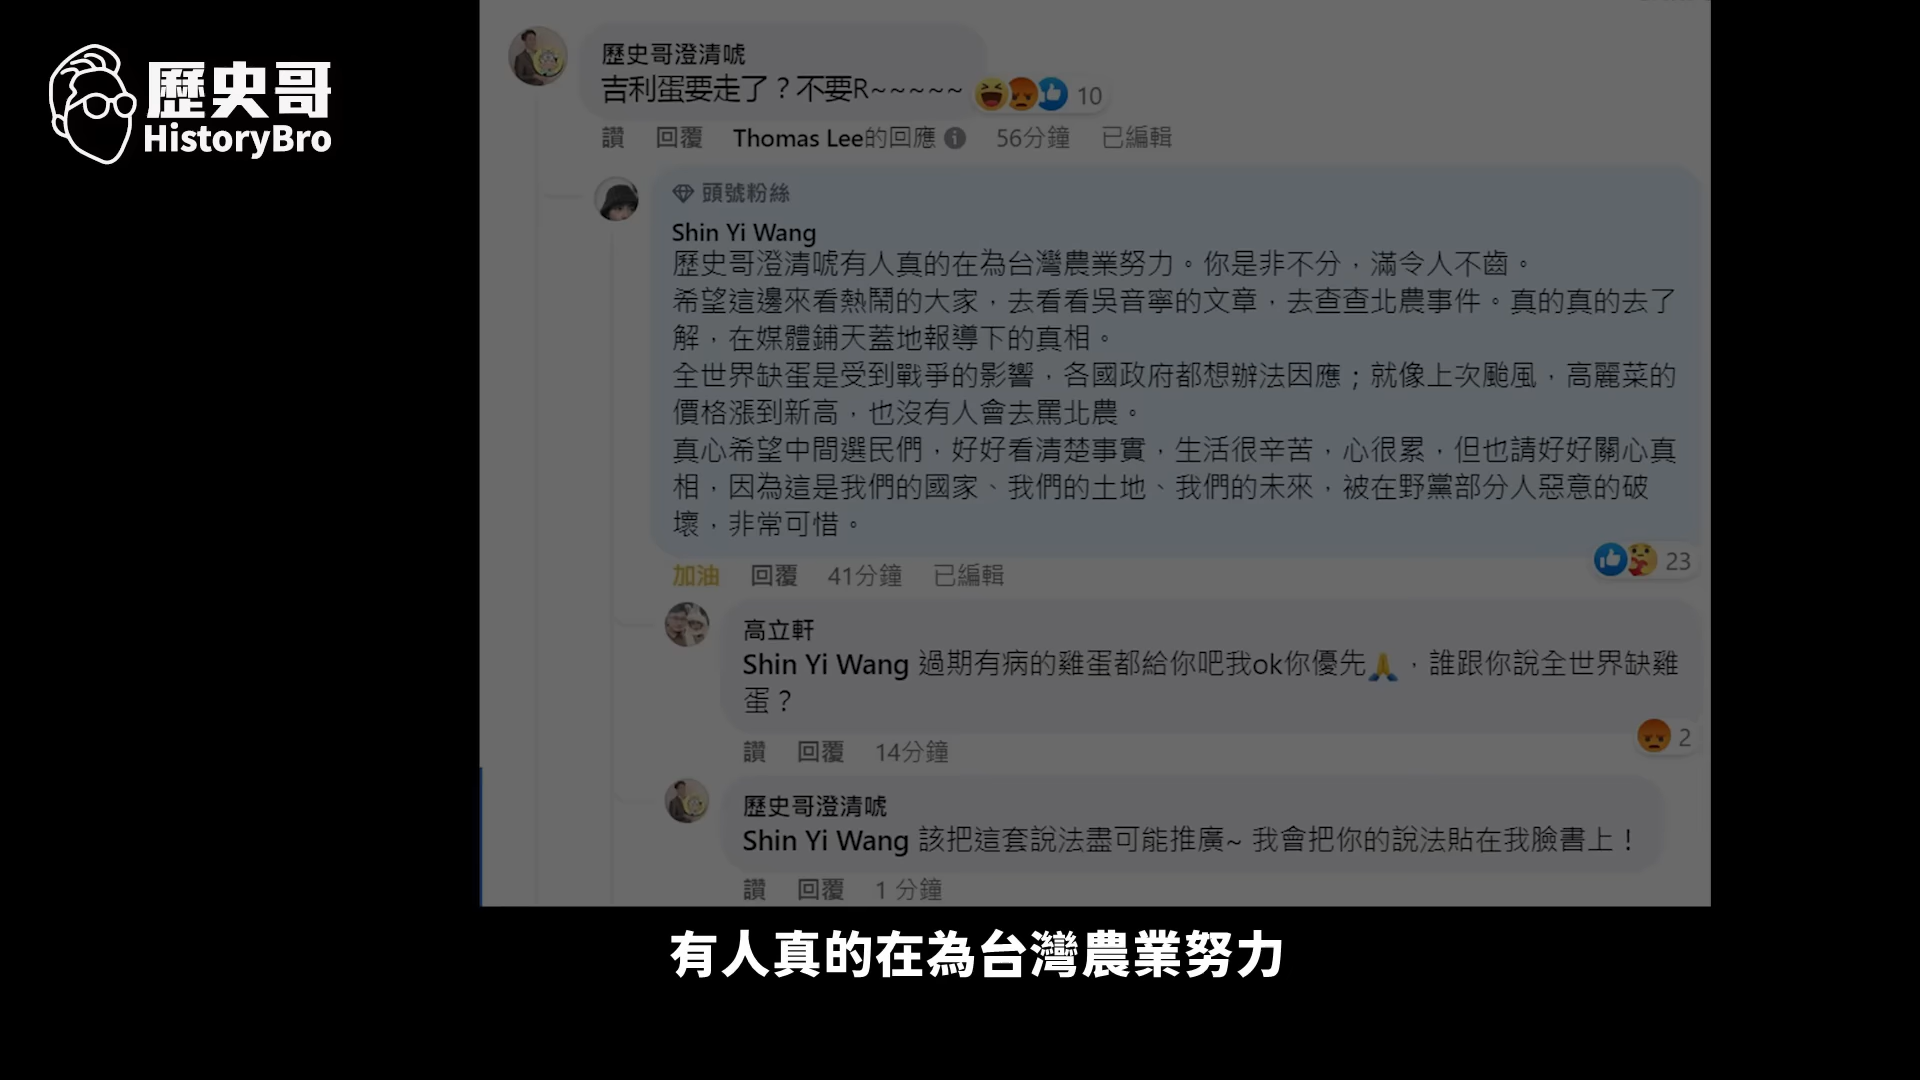 歷史哥
HistoryBro
歷史哥澄清唬
吉利蛋要走了？不要R~~~~~
10
讚 回覆 Thomas Lee的回應 56分鐘 已編輯
頭號粉絲
Shin Yi Wang
歷史哥澄清唬有人真的在為台灣農業努力。你是非不分，滿令人不齒。
希望這邊來看熱鬧的大家，去看看吳音寧的文章，去查查北農事件。真的真的去了
解，在媒體鋪天蓋地報導下的真相。
全世界缺蛋是受到戰爭的影響，各國政府都想辦法因應；就像上次颱風，高麗菜的
價格漲到新高，也沒有人會去罵北農。
真心希望中間選民們，好好看清楚事實，生活很辛苦，心很累，但也請好好關心真
相，因為這是我們的國家、我們的土地、我們的未來，被在野黨部分人惡意的破
壞，非常可惜。
23
加油 回覆 41分鐘 已編輯
高立軒
Shin Yi Wang 過期有病的雞蛋都給你吧我ok你優先🙏，誰跟你說全世界缺雞
蛋？
2
讚 回覆 14分鐘
歷史哥澄清唬
Shin Yi Wang 該把這套說法盡可能推廣~ 我會把你的說法貼在我臉書上！
讚 回覆 1 分鐘
有人真的在為台灣農業努力